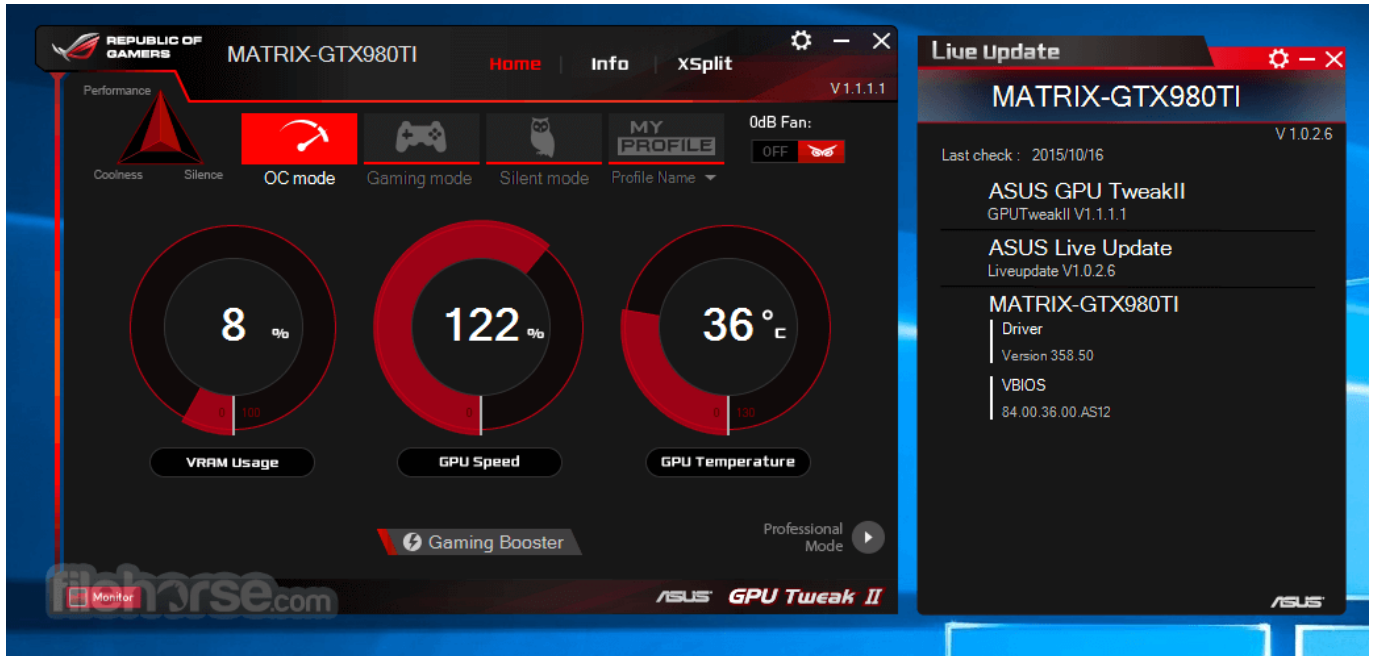 REPUBLIC OF
GAMERS
MATRIX-GTX980TI
Home
Info
XSplit
V 1.1.1.1
Performance
Coolness
Silence
OC mode
Gaming mode
Silent mode
MY
PROFILE
Profile Name
0dB Fan:
OFF
8 %
0 100
VRAM Usage
122 %
0
GPU Speed
36 °C
0 130
GPU Temperature
Gaming Booster
Professional
Mode
Monitor
filehorse.com
ASUS GPU Tweak II
Live Update
MATRIX-GTX980TI
V 1.0.2.6
Last check : 2015/10/16
ASUS GPU TweakII
GPUTweakII V1.1.1.1
ASUS Live Update
Liveupdate V1.0.2.6
MATRIX-GTX980TI
Driver
Version 358.50
VBIOS
84.00.36.00.AS12
ASUS